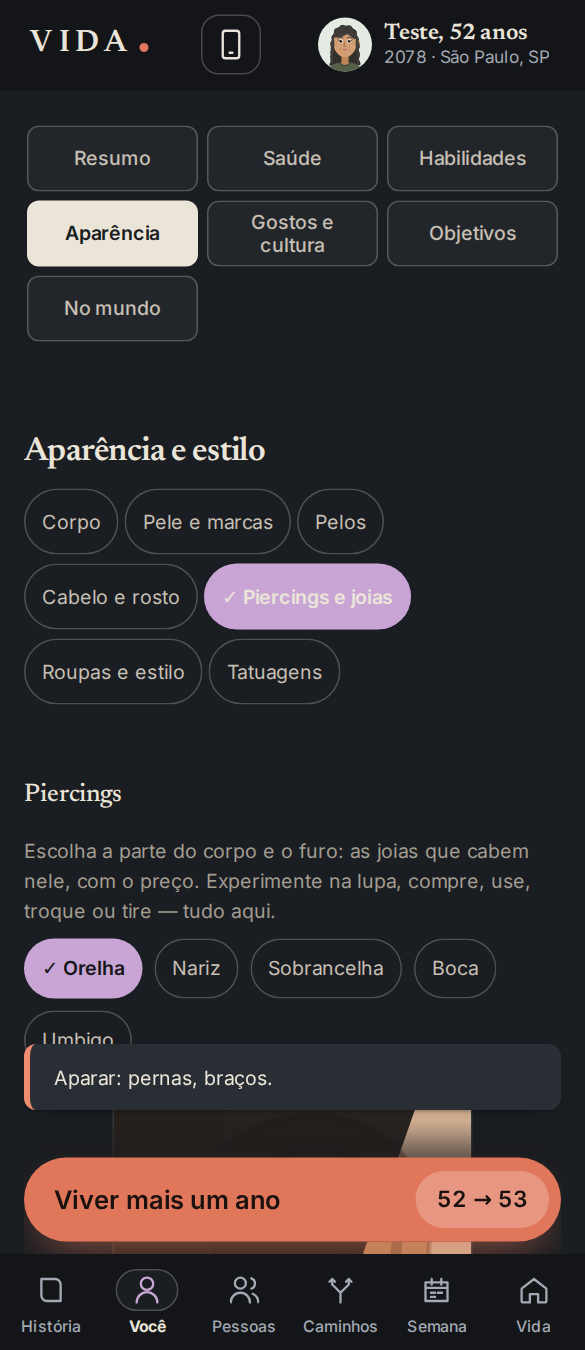 VIDA.
Teste, 52 anos
2078 · São Paulo, SP
Resumo
Saúde
Habilidades
Aparência
Gostos e
cultura
Objetivos
No mundo
Aparência e estilo
Corpo
Pele e marcas
Pelos
Cabelo e rosto
✓ Piercings e joias
Roupas e estilo
Tatuagens
Piercings
Escolha a parte do corpo e o furo: as joias que cabem
nele, com o preço. Experimente na lupa, compre, use,
troque ou tire — tudo aqui.
✓ Orelha
Nariz
Sobrancelha
Boca
Umbigo
Aparar: pernas, braços.
Viver mais um ano
52 → 53
História
Você
Pessoas
Caminhos
Semana
Vida